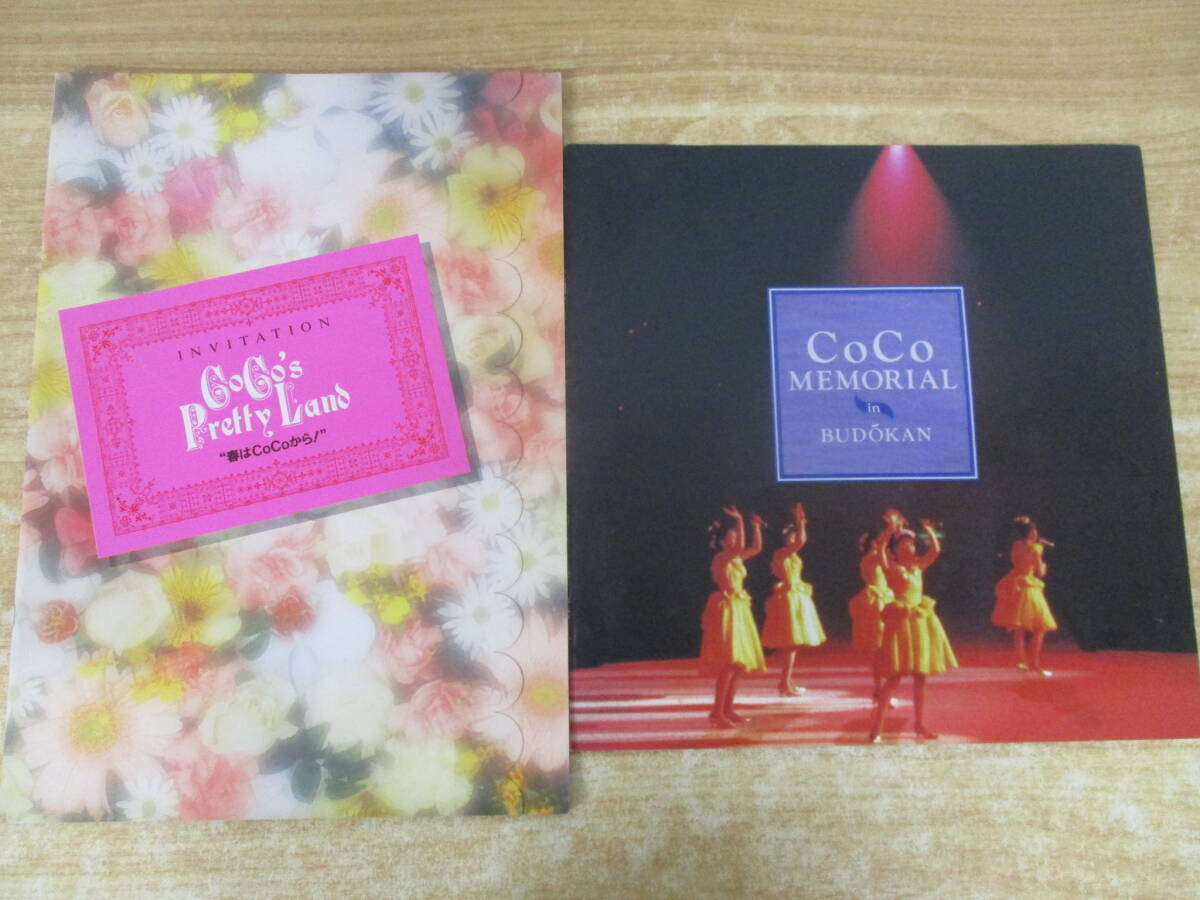 INVITATION
CoCo's
Pretty Land
“春はCoCoから!”
CoCo
MEMORIAL
in
BUDŌKAN